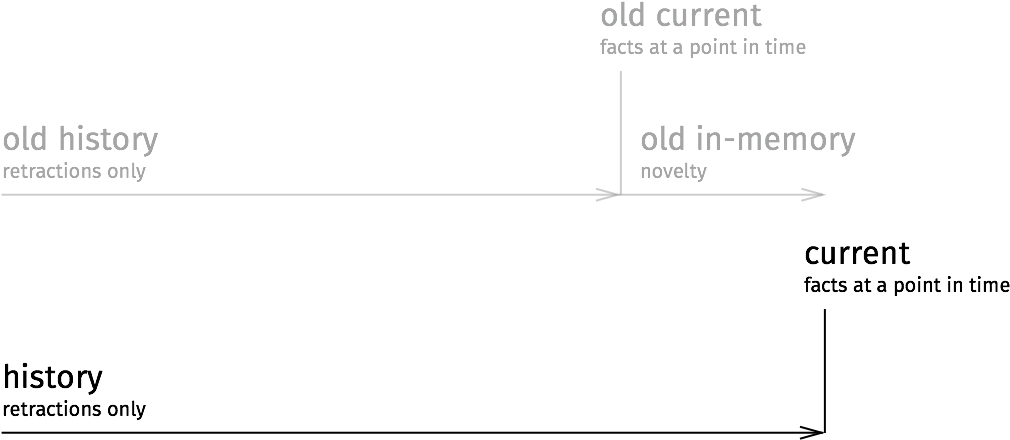 old current
facts at a point in time
old history
retractions only
old in-memory
novelty
current
facts at a point in time
history
retractions only